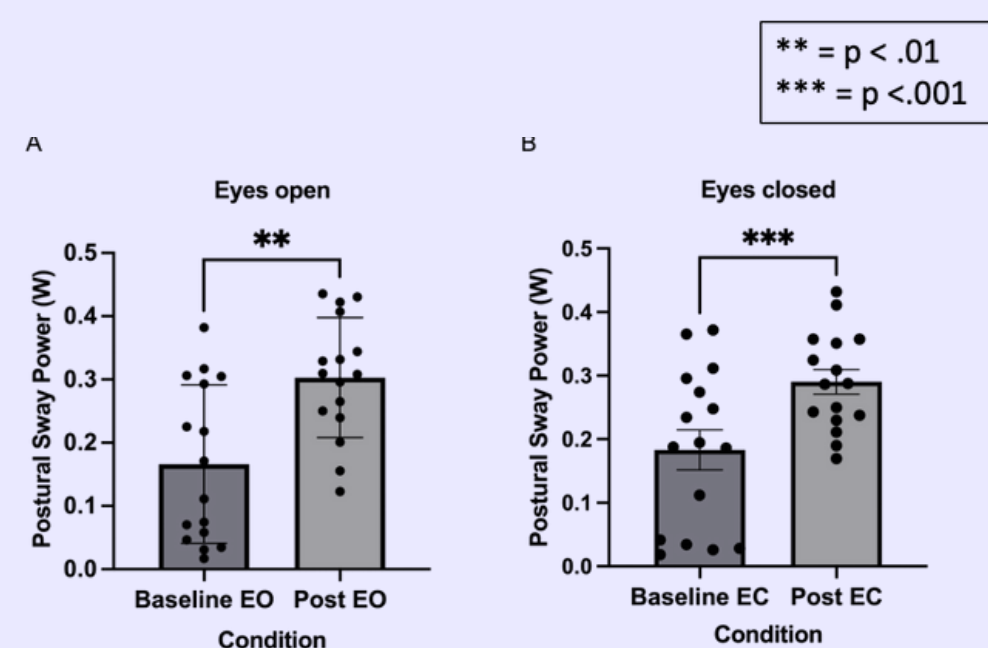 ** = p < .01
*** = p <.001
A
B
Eyes open
Eyes closed
**
***
Postural Sway Power (W)
0.5
0.4
0.3
0.2
0.1
0.0
Baseline EO Post EO
Condition
Postural Sway Power (W)
0.5
0.4
0.3
0.2
0.1
0.0
Baseline EC Post EC
Condition